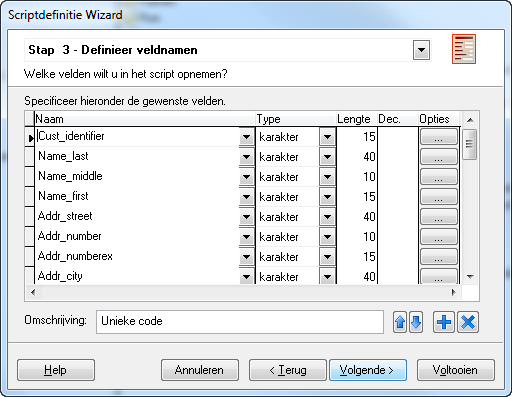 Scriptdefinitie Wizard
Stap 3 - Definieer veldnamen
Welke velden wilt u in het script opnemen?
Specificeer hieronder de gewenste velden.
Naam Type Lengte Dec. Opties
Cust_identifier karakter 15 ...
Name_last karakter 40 ...
Name_middle karakter 10 ...
Name_first karakter 15 ...
Addr_street karakter 40 ...
Addr_number karakter 10 ...
Addr_numberex karakter 15 ...
Addr_city karakter 40 ...
Omschrijving: Unieke code
Help Annuleren < Terug Volgende > Voltooien